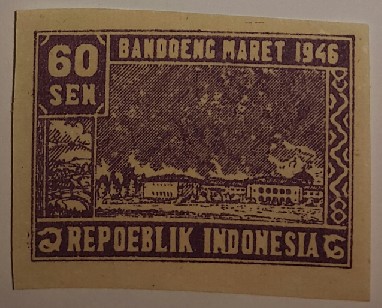 60
SEN
BANDOENG MARET 1946
REPOEBLIK INDONESIA